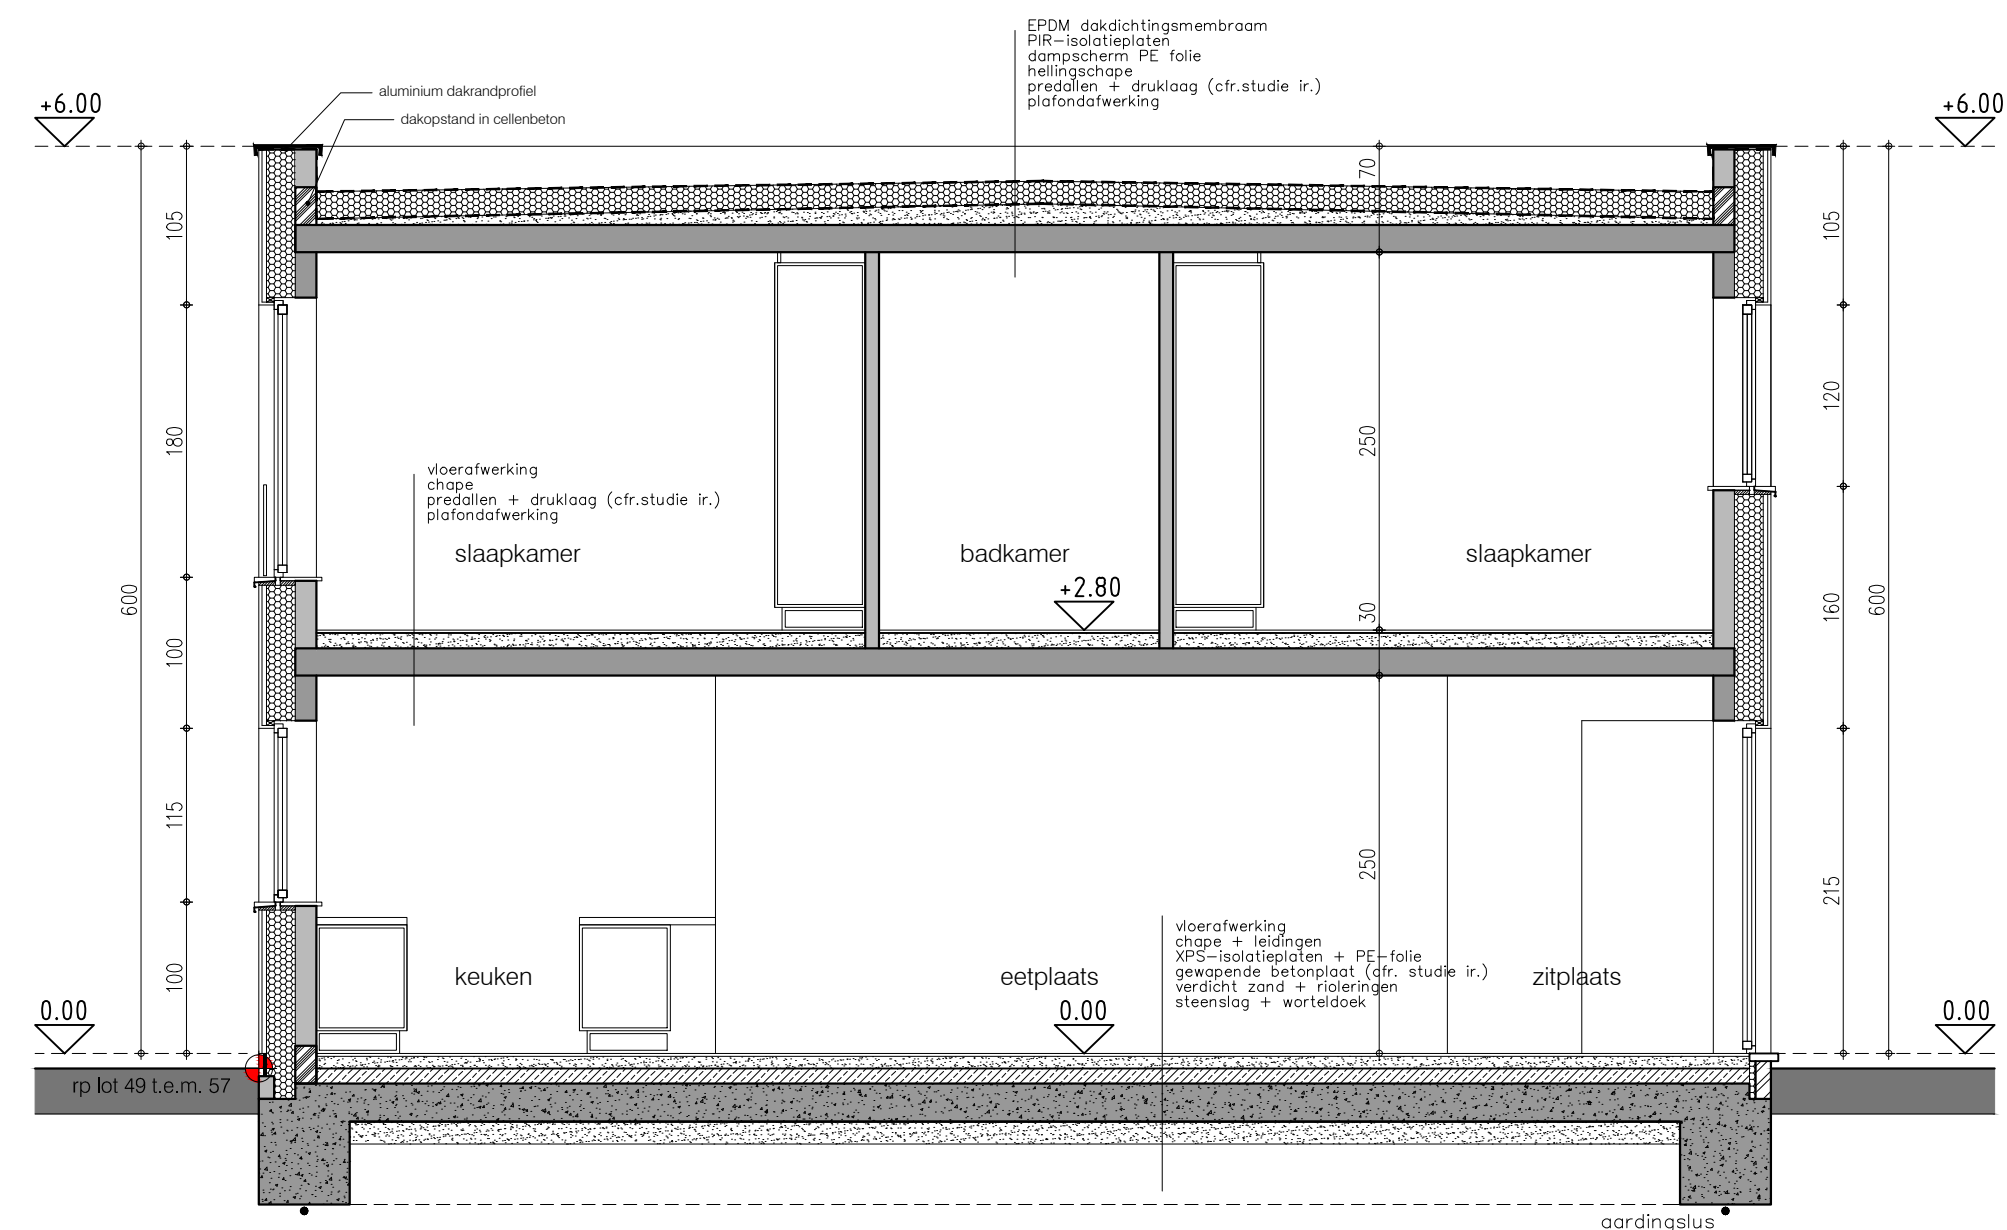 EPDM dakdichtingsmembraam
PIR-isolatieplaten
dampscherm PE folie
hellingschape
predallen + druklaag (cfr.studie ir.)
plafondafwerking
aluminium dakrandprofiel
dakopstand in cellenbeton
+6.00
+6.00
70
105
105
180
250
120
vloerafwerking
chape
predallen + druklaag (cfr.studie ir.)
plafondafwerking
slaapkamer
badkamer
slaapkamer
+2.80
600
30
160
600
100
115
250
215
vloerafwerking
chape + leidingen
XPS-isolatieplaten + PE-folie
gewapende betonplaat (cfr. studie ir.)
verdicht zand + rioleringen
steenslag + worteldoek
100
keuken
eetplaats
zitplaats
0.00
0.00
0.00
rp lot 49 t.e.m. 57
aardingslus